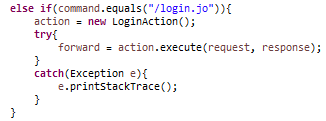 else if(command.equals("/login.jo")){
    action = new LoginAction();
    try{
        forward = action.execute(request, response);
    }
    catch(Exception e){
        e.printStackTrace();
    }
}